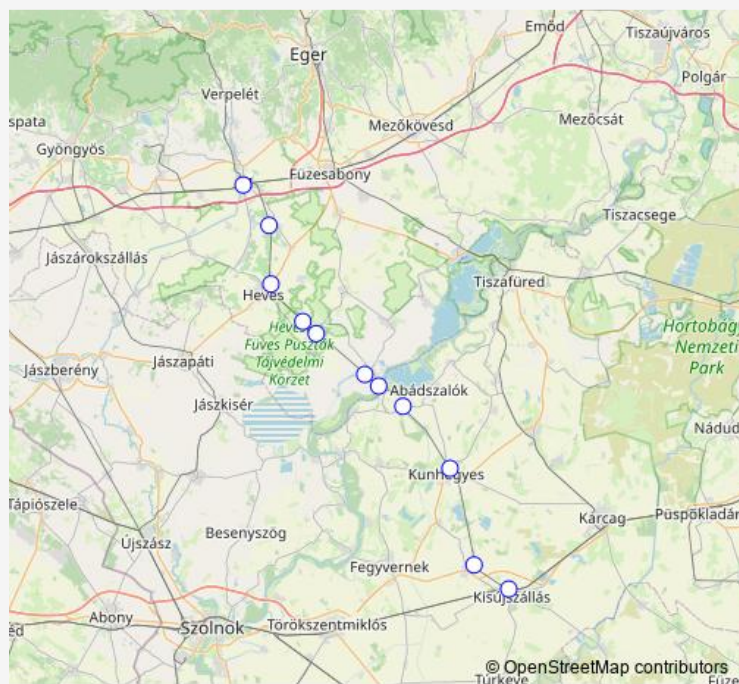 Emőd
Tiszaújváros
Eger
Polgár
Verpelét
Mezőkövesd
Mezőcsát
spata
Gyöngyös
Füzesabony
Tiszacsege
Jászárokszállás
Tiszafüred
Heves
Hortobágy
Nemzeti
Park
Füves Puszták
Tájvédelmi
Körzet
Jászapáti
Jászberény
Abádszalók
Jászkisér
Nádud
Kunhegyes
Tápiószele
Karcag
Püspökladán
Besenyszög
Újszász
Fegyvernek
Kisújszállás
Abony
Szolnok
Törökszentmiklós
Túrkeve
Füze
© OpenStreetMap contributors